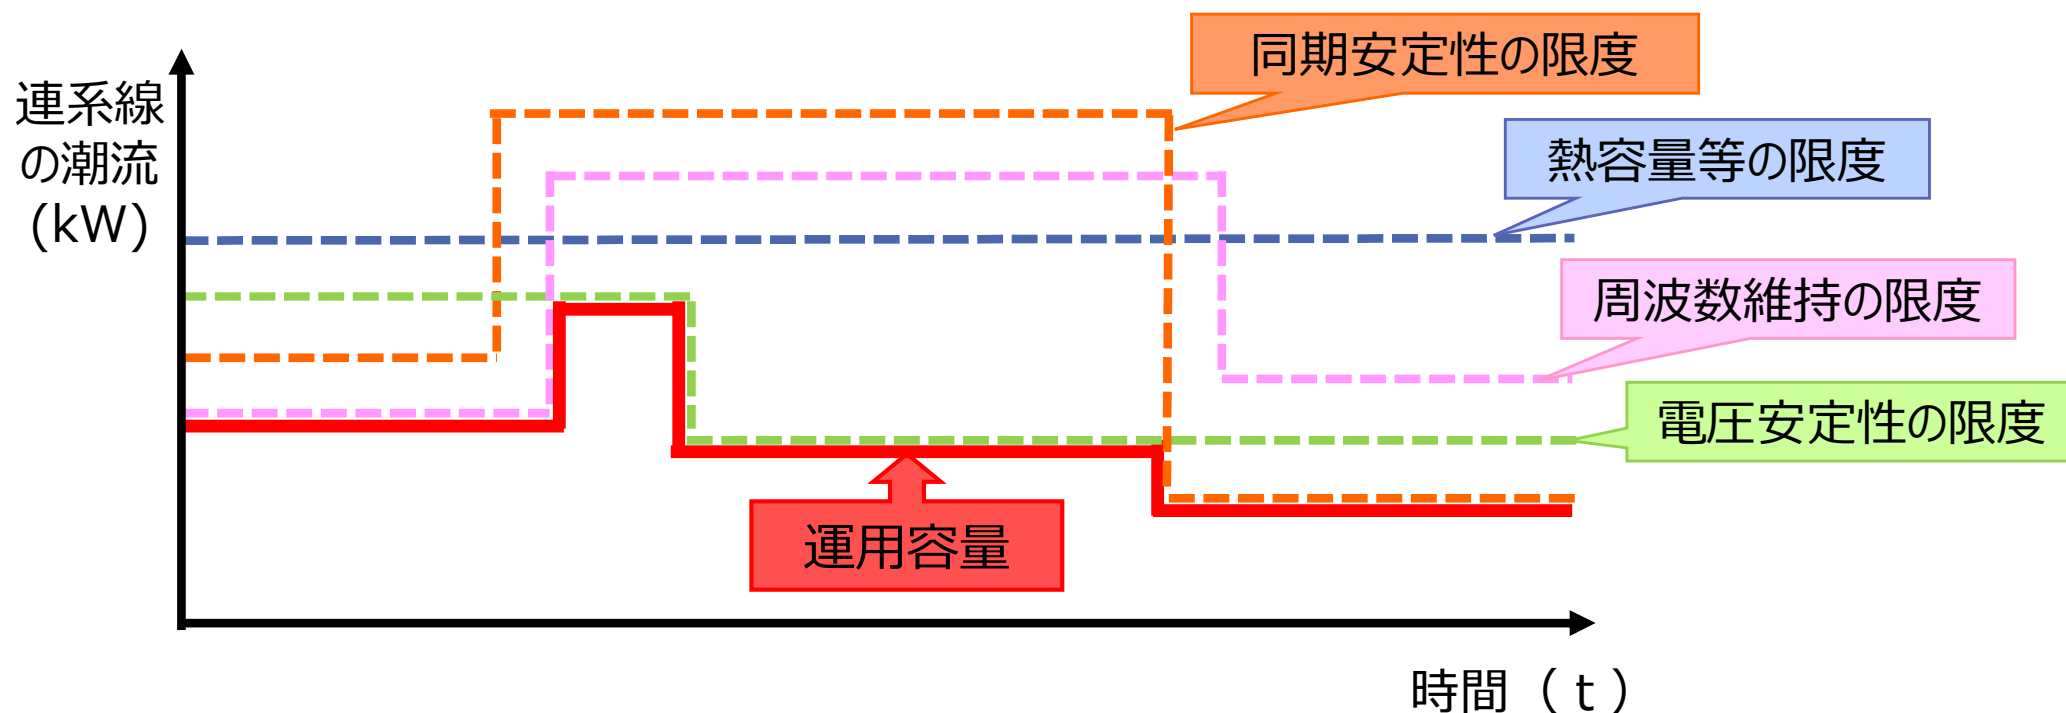 連系線
の潮流
(kW)
同期安定性の限度
熱容量等の限度
周波数維持の限度
電圧安定性の限度
運用容量
時間（ｔ）